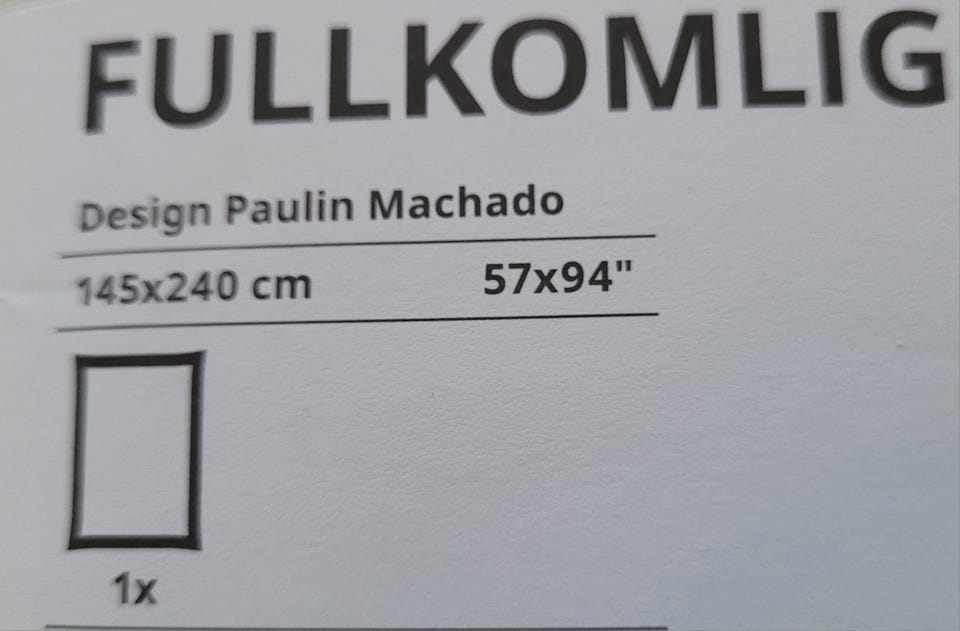 FULLKOMLIG
Design Paulin Machado
145x240 cm 57x94"
1x